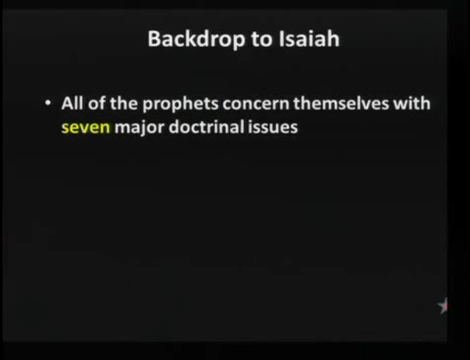 Backdrop to Isaiah
• All of the prophets concern themselves with
seven major doctrinal issues